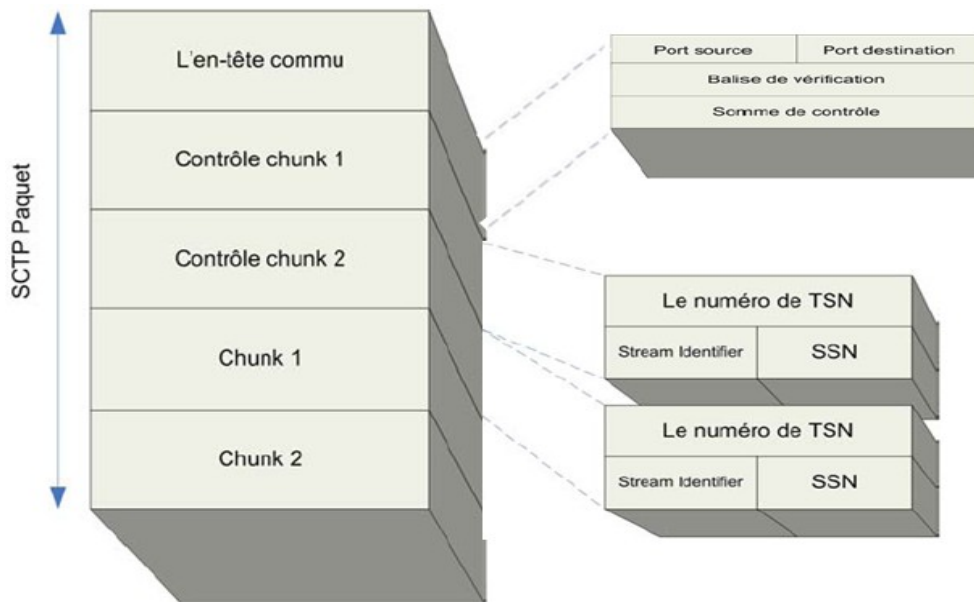 SCTP Paquet
L'en-tête commu
Contrôle chunk 1
Contrôle chunk 2
Chunk 1
Chunk 2
Port source
Port destination
Balise de vérification
Somme de contrôle
Le numéro de TSN
Stream Identifier
SSN
Le numéro de TSN
Stream Identifier
SSN